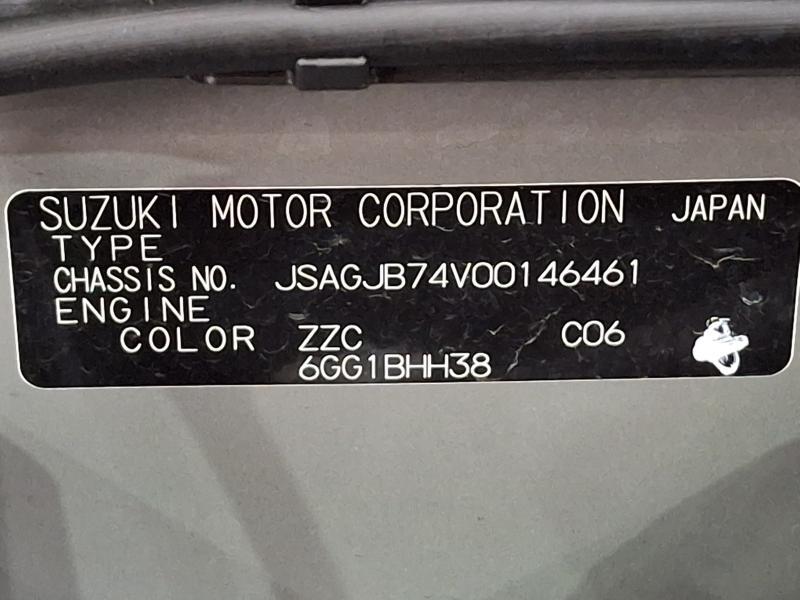 SUZUKI MOTOR CORPORATION JAPAN
TYPE
CHASSIS NO. JSAGJB74V00146461
ENGINE
COLOR ZZC C06
6GG1BHH38